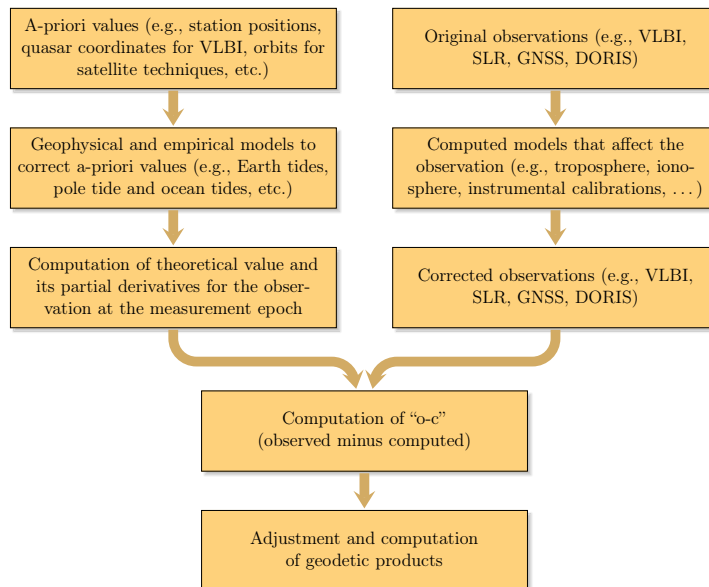 A-priori values (e.g., station positions,
quasar coordinates for VLBI, orbits for
satellite techniques, etc.)
Original observations (e.g., VLBI,
SLR, GNSS, DORIS)
Geophysical and empirical models to
correct a-priori values (e.g., Earth tides,
pole tide and ocean tides, etc.)
Computed models that affect the
observation (e.g., troposphere, iono-
sphere, instrumental calibrations, ...)
Computation of theoretical value and
its partial derivatives for the obser-
vation at the measurement epoch
Corrected observations (e.g., VLBI,
SLR, GNSS, DORIS)
Computation of “o-c”
(observed minus computed)
Adjustment and computation
of geodetic products